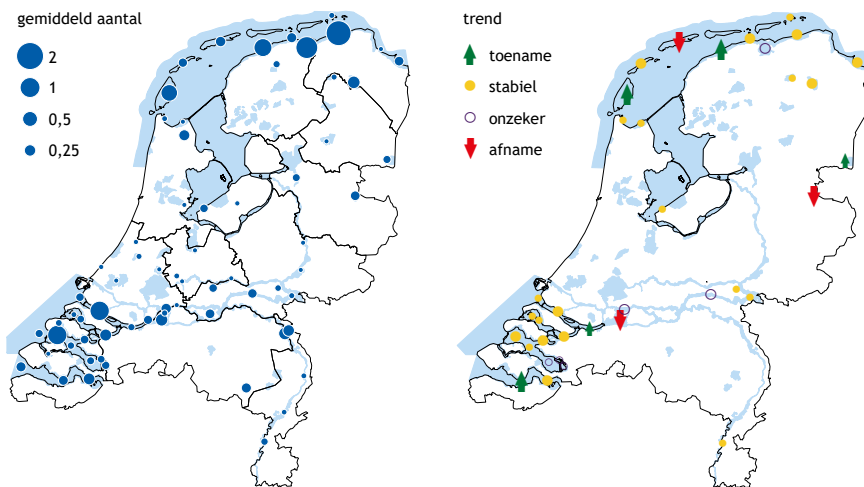 gemiddeld aantal
2
1
0,5
0,25
trend
toename
stabiel
onzeker
afname